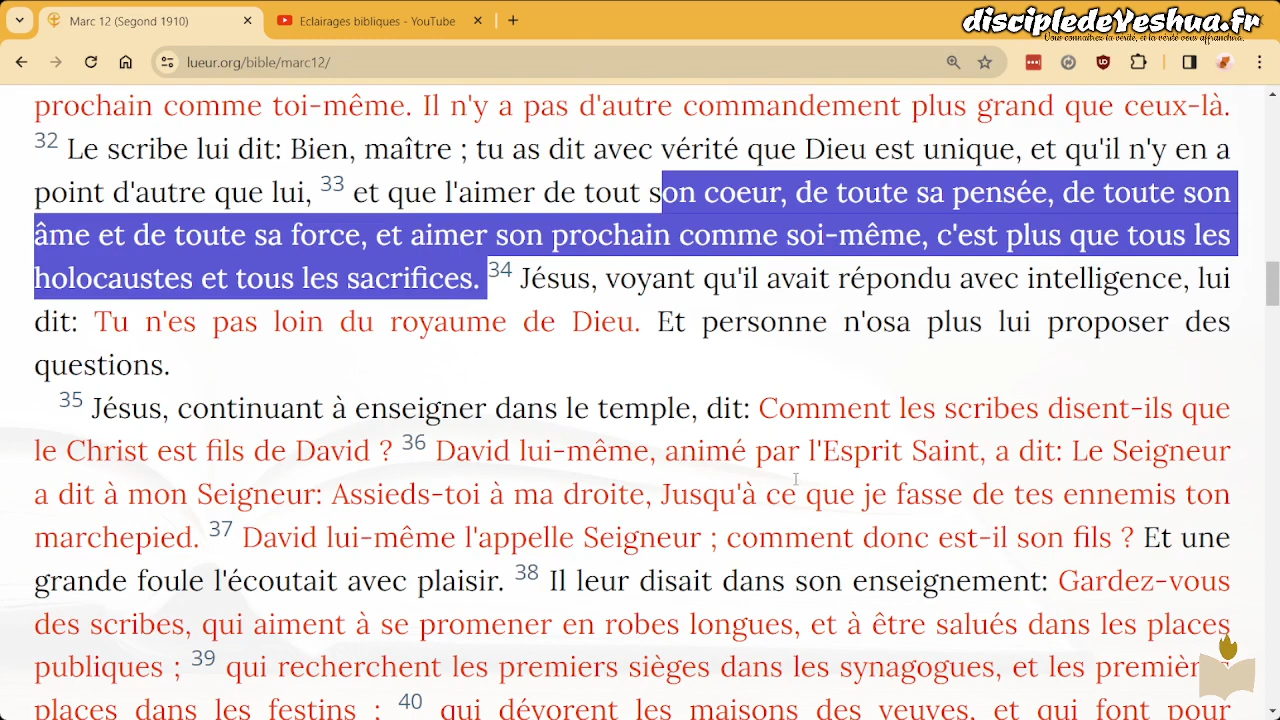 Marc 12 (Segond 1910)
Eclairages bibliques - YouTube
discipledeYeshua.fr
Vous connaîtrez la vérité, et la vérité vous affranchira.
lueur.org/bible/marc12/
prochain comme toi-même. Il n'y a pas d'autre commandement plus grand que ceux-là.
32 Le scribe lui dit: Bien, maître ; tu as dit avec vérité que Dieu est unique, et qu'il n'y en a
point d'autre que lui, 33 et que l'aimer de tout son coeur, de toute sa pensée, de toute son
âme et de toute sa force, et aimer son prochain comme soi-même, c'est plus que tous les
holocaustes et tous les sacrifices. 34 Jésus, voyant qu'il avait répondu avec intelligence, lui
dit: Tu n'es pas loin du royaume de Dieu. Et personne n'osa plus lui proposer des
questions.
35 Jésus, continuant à enseigner dans le temple, dit: Comment les scribes disent-ils que
le Christ est fils de David ? 36 David lui-même, animé par l'Esprit Saint, a dit: Le Seigneur
a dit à mon Seigneur: Assieds-toi à ma droite, Jusqu'à ce que je fasse de tes ennemis ton
marchepied. 37 David lui-même l'appelle Seigneur ; comment donc est-il son fils ? Et une
grande foule l'écoutait avec plaisir. 38 Il leur disait dans son enseignement: Gardez-vous
des scribes, qui aiment à se promener en robes longues, et à être salués dans les places
publiques ; 39 qui recherchent les premiers sièges dans les synagogues, et les premières
places dans les festins ; 40 qui dévorent les maisons des veuves, et qui font pour